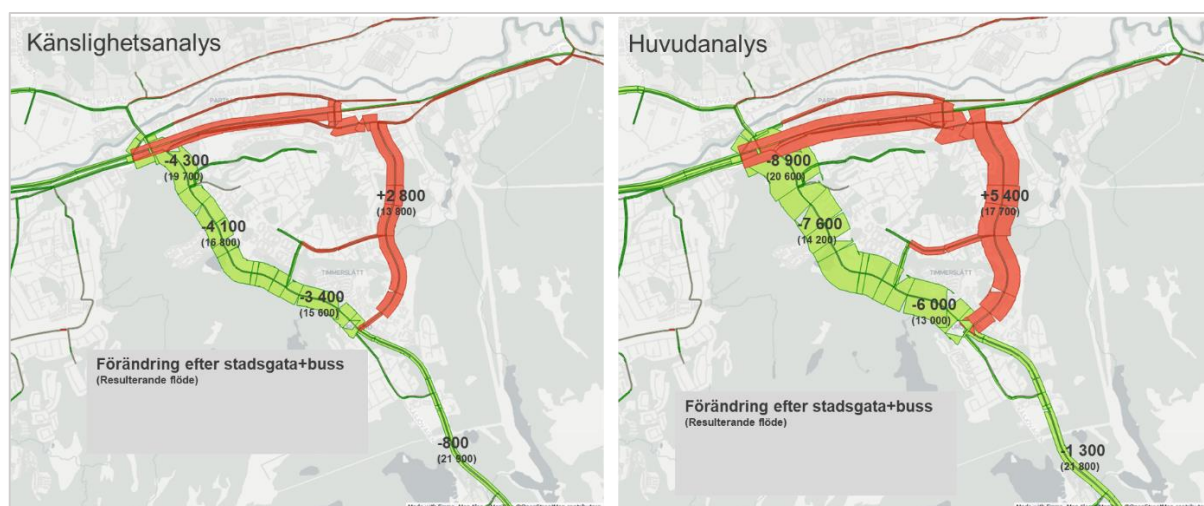 Känslighetsanalys
-4 300
(19 700)
+2 800
(13 800)
-4 100
(16 800)
TIMMERSLÄTT
-3 400
(15 600)
Förändring efter stadsgata+buss
(Resulterande flöde)
-800
Huvudanalys
-8 900
(20 600)
+5 400
(17 700)
-7 600
(14 200)
TIMMERSLÄTT
-6 000
(13 000)
Förändring efter stadsgata+buss
(Resulterande flöde)
-1 300
(21 800)